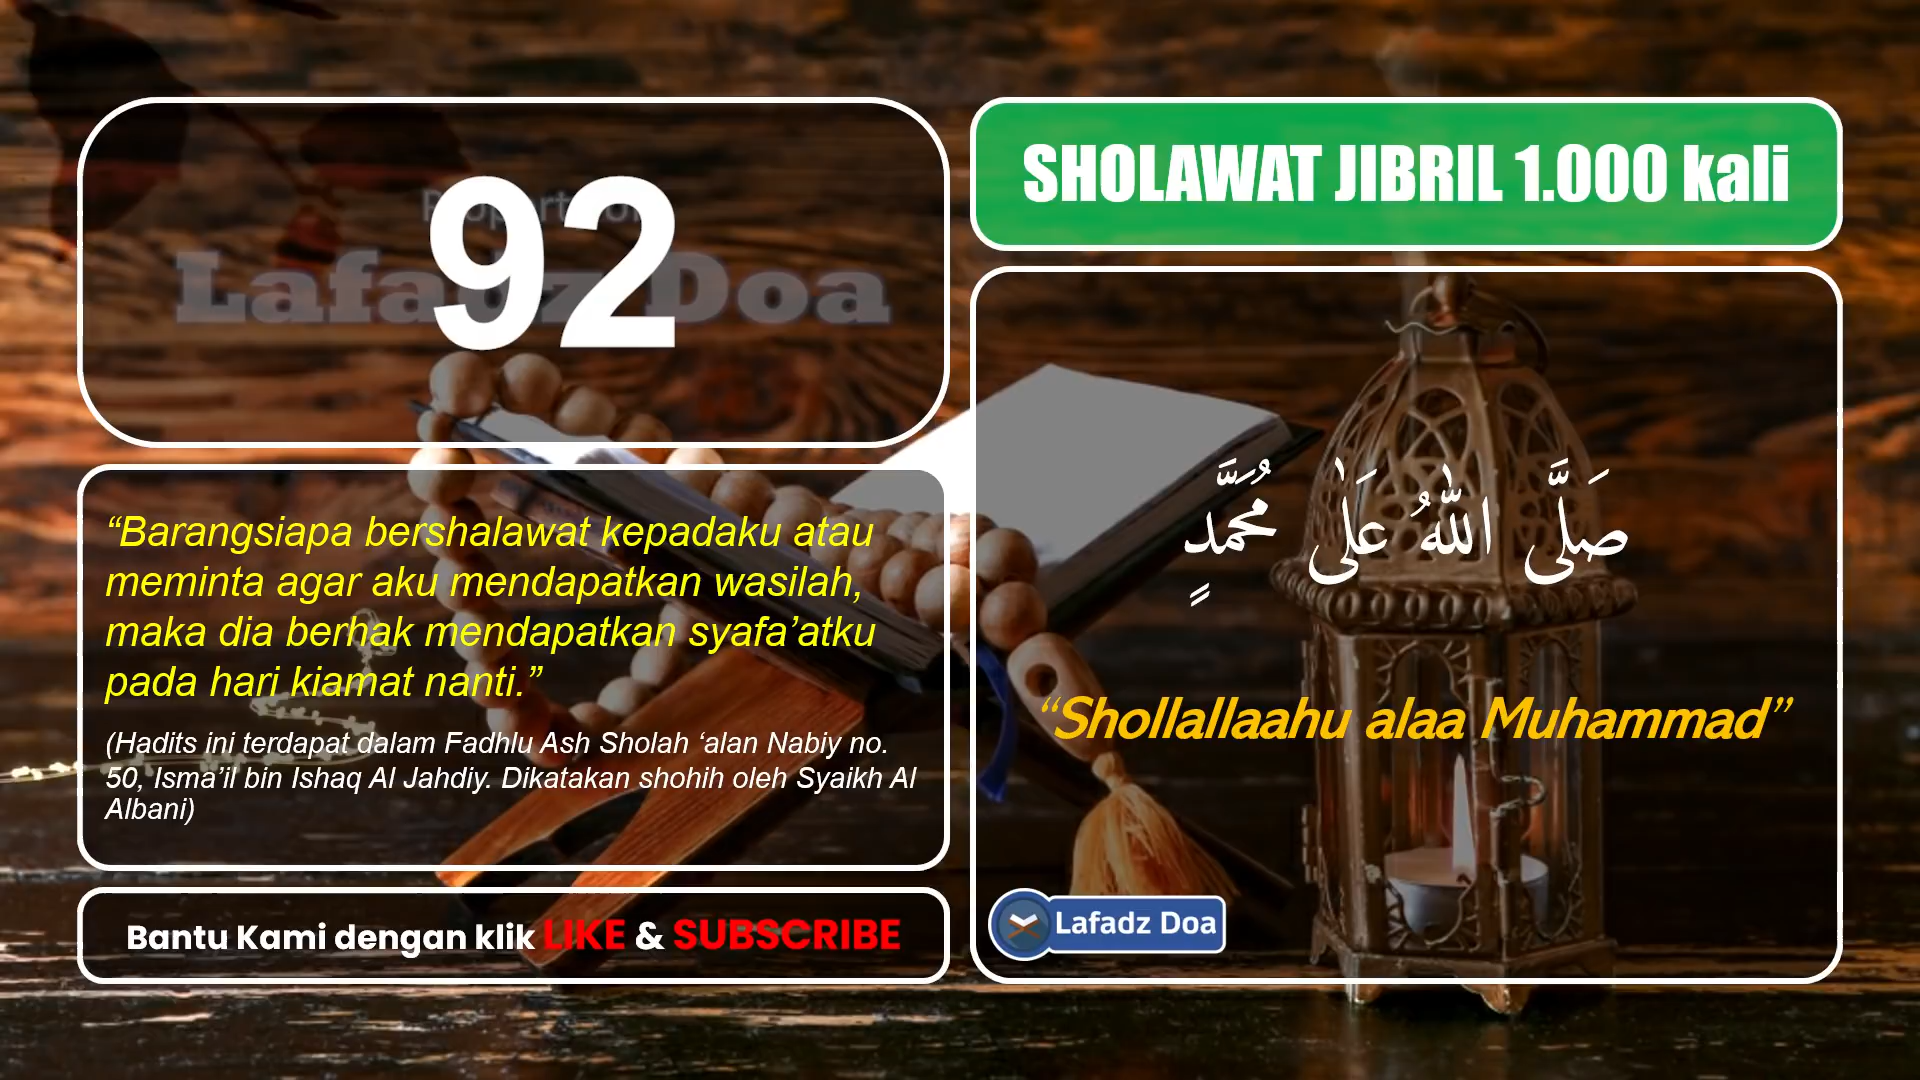 Property of
Lafadz Doa
92
“Barangsiapa bershalawat kepadaku atau
meminta agar aku mendapatkan wasilah,
maka dia berhak mendapatkan syafa’atku
pada hari kiamat nanti.”
(Hadits ini terdapat dalam Fadhlu Ash Sholah ‘alan Nabiy no.
50, Isma’il bin Ishaq Al Jahdiy. Dikatakan shohih oleh Syaikh Al
Albani)
Bantu Kami dengan klik LIKE & SUBSCRIBE
SHOLAWAT JIBRIL 1.000 kali
صَلَّى اللّٰهُ عَلٰى مُحَمَّدٍ
“Shollallaahu alaa Muhammad”
Lafadz Doa